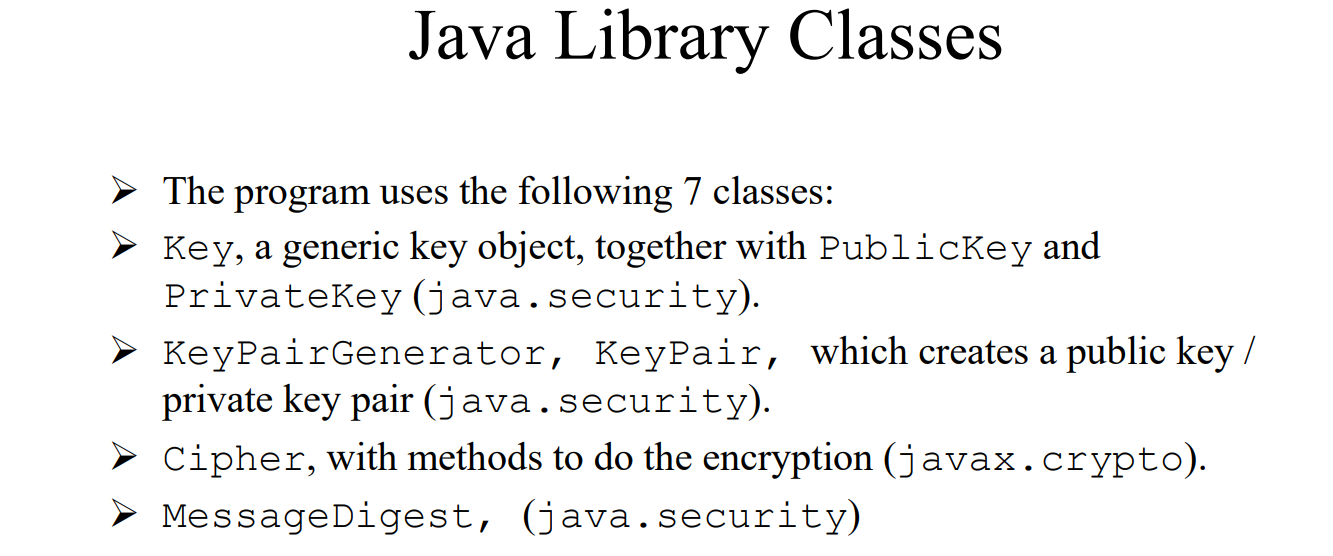 Java Library Classes
➢ The program uses the following 7 classes:
➢ Key, a generic key object, together with PublicKey and
PrivateKey (java.security).
➢ KeyPairGenerator, KeyPair, which creates a public key /
private key pair (java.security).
➢ Cipher, with methods to do the encryption (javax.crypto).
➢ MessageDigest, (java.security)